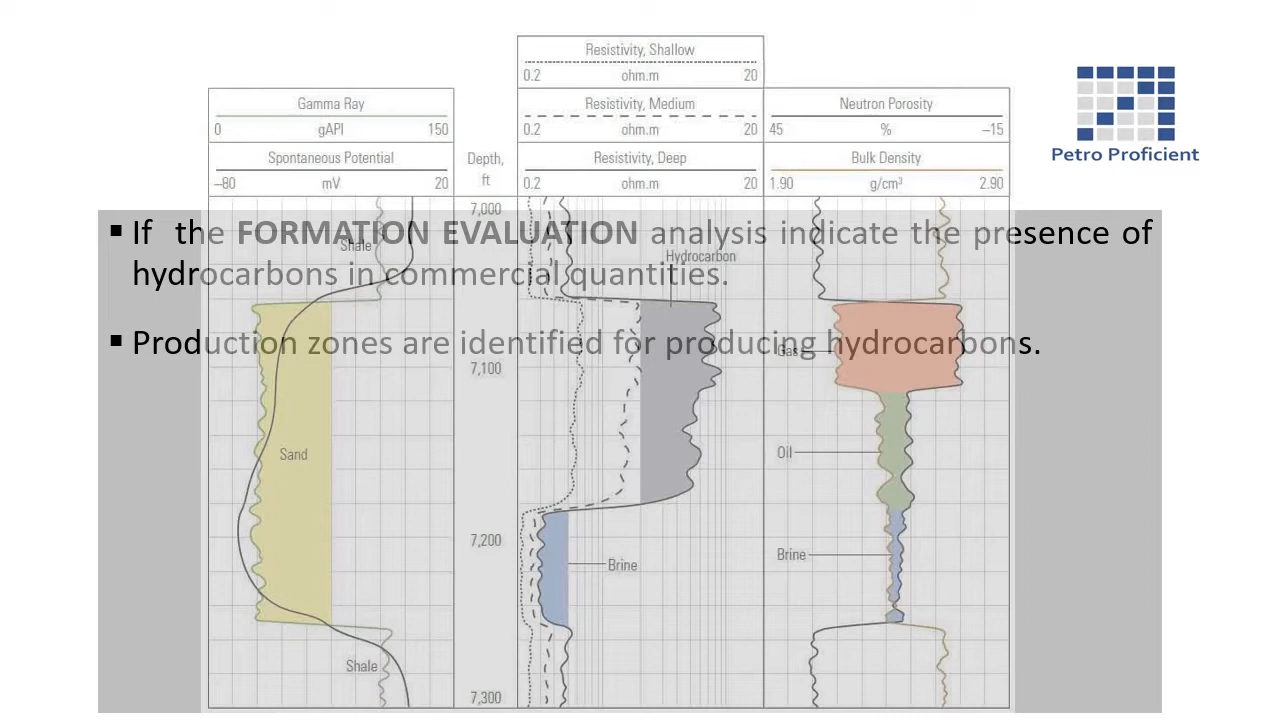 Resistivity, Shallow
0.2 ohm.m 20
Gamma Ray
0 gAPI 150
Resistivity, Medium
0.2 ohm.m 20
Neutron Porosity
45 % –15
Spontaneous Potential
–80 mV 20
Depth, ft
Resistivity, Deep
0.2 ohm.m 20
Bulk Density
1.90 g/cm³ 2.90
Petro Proficient
7,000
▪ If the FORMATION EVALUATION analysis indicate the presence of
hydrocarbons in commercial quantities.
Shale
Hydrocarbon
▪ Production zones are identified for producing hydrocarbons.
Gas
7,100
Sand
Oil
7,200
Brine
Brine
Shale
7,300